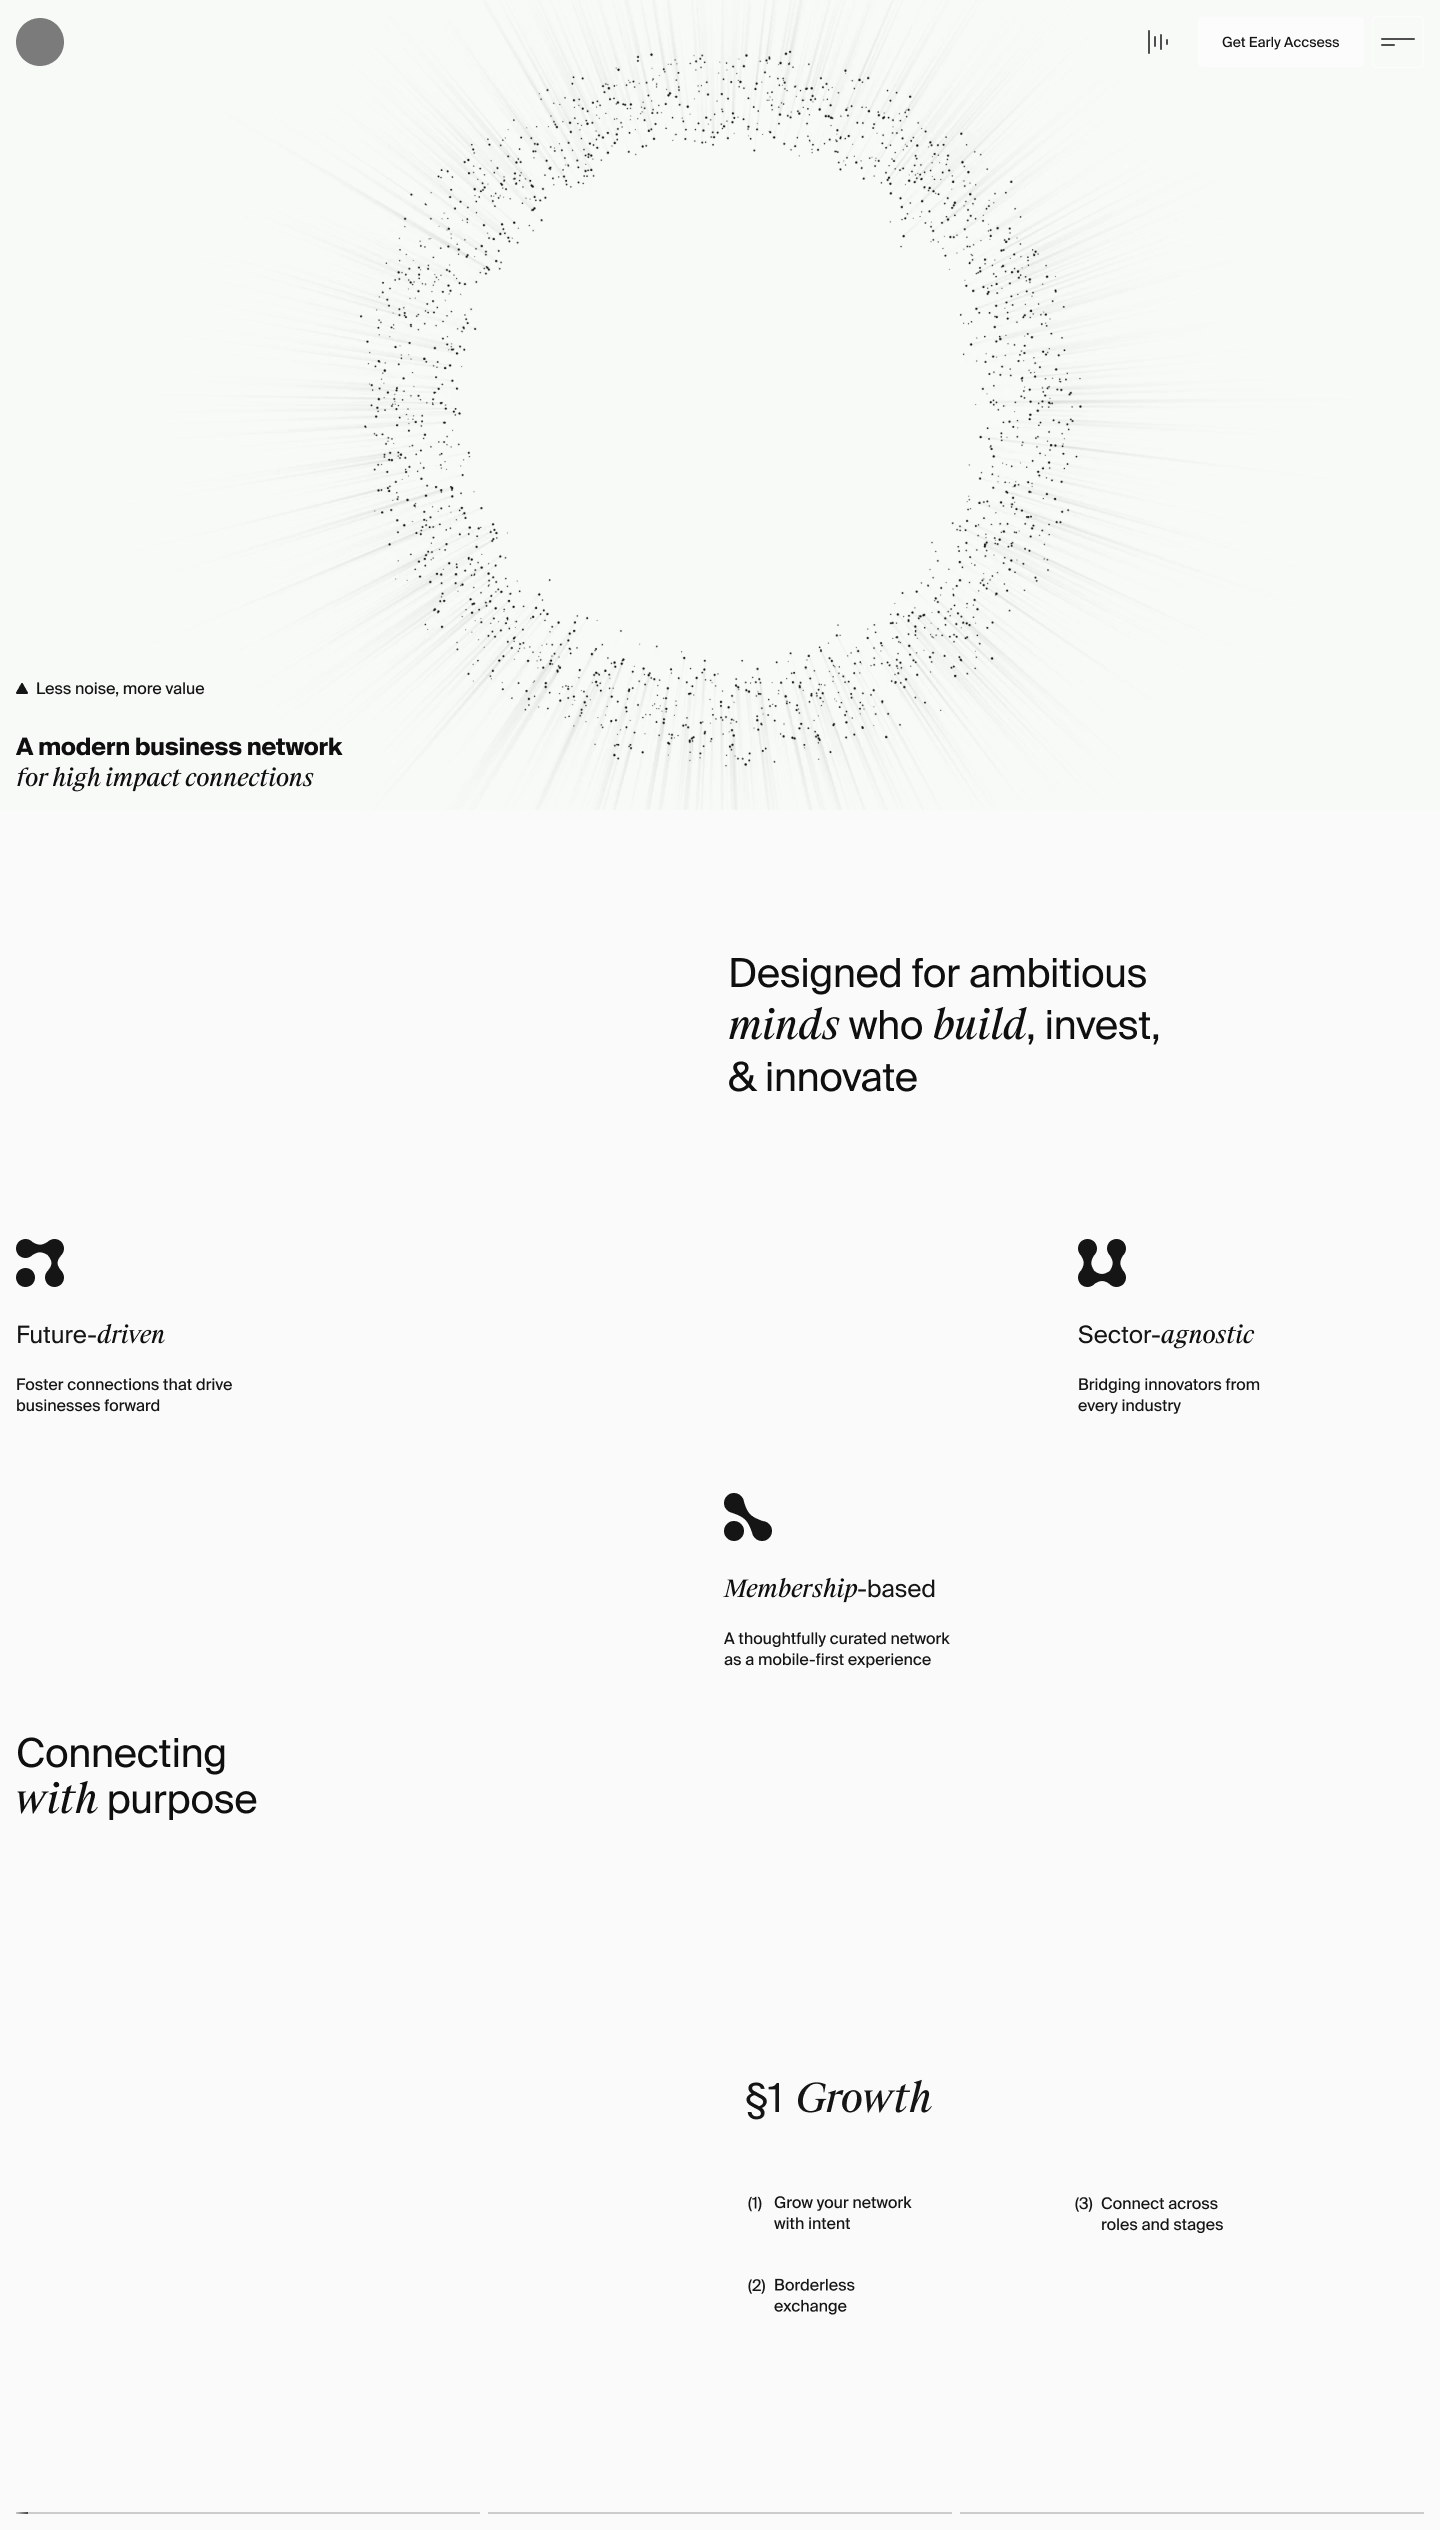 Get Early Accsess
Less noise, more value
A modern business network
for high impact connections
Designed for ambitious
minds who build, invest,
& innovate
Future-driven
Foster connections that drive
businesses forward
Sector-agnostic
Bridging innovators from
every industry
Membership-based
A thoughtfully curated network
as a mobile-first experience
Connecting
with purpose
§1 Growth
(1) Grow your network
with intent
(2) Borderless
exchange
(3) Connect across
roles and stages